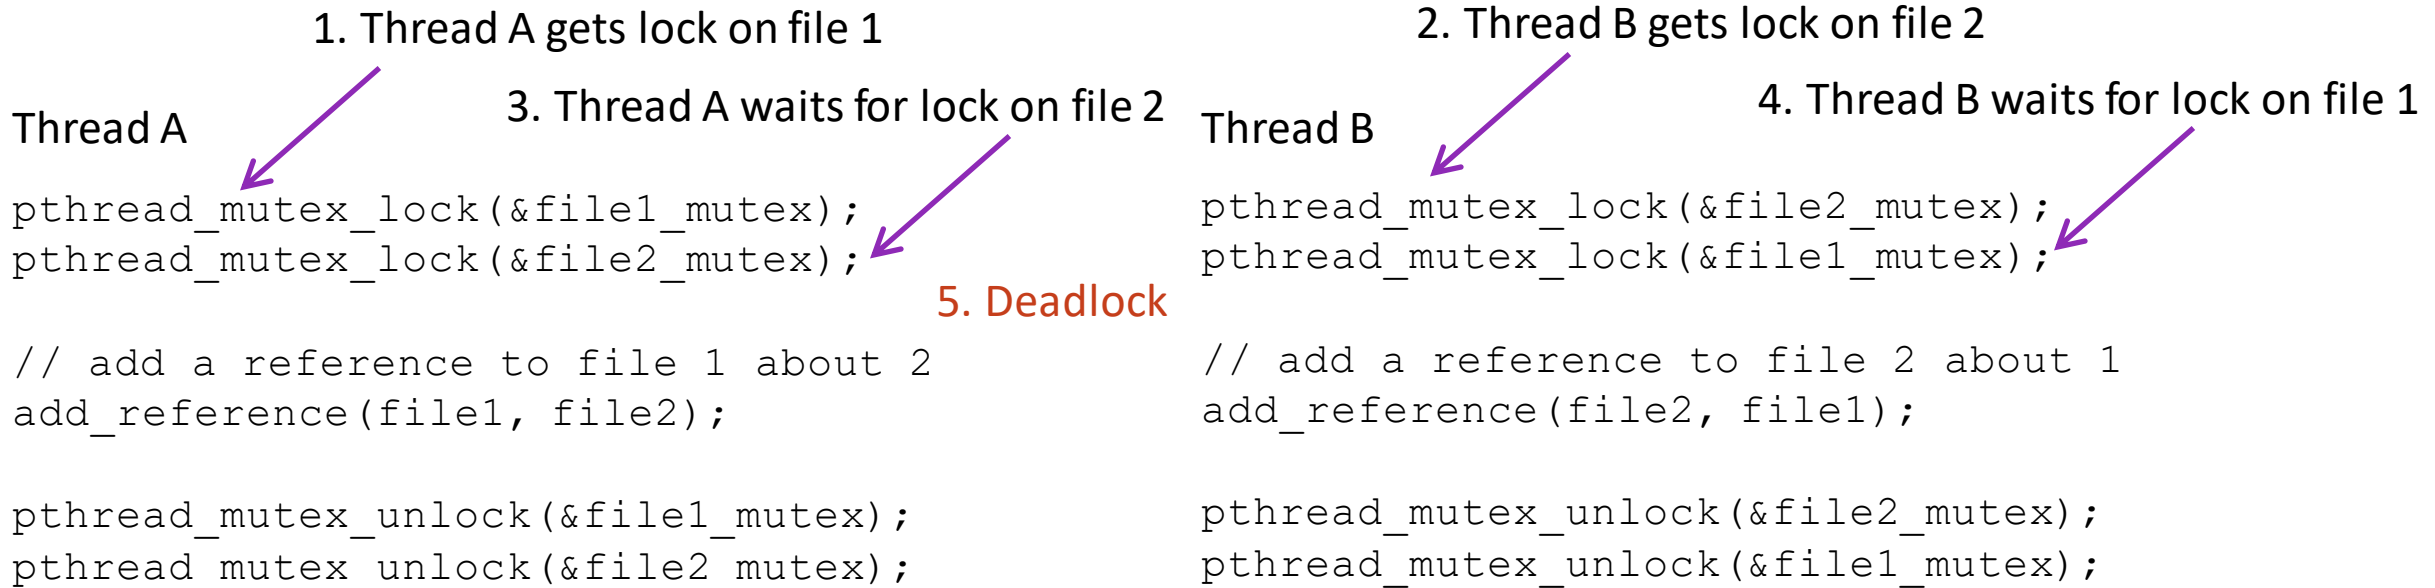 1. Thread A gets lock on file 1
3. Thread A waits for lock on file 2
Thread A
pthread_mutex_lock(&file1_mutex);
pthread_mutex_lock(&file2_mutex);
5. Deadlock
// add a reference to file 1 about 2
add_reference(file1, file2);
pthread_mutex_unlock(&file1_mutex);
pthread_mutex_unlock(&file2_mutex);
2. Thread B gets lock on file 2
4. Thread B waits for lock on file 1
Thread B
pthread_mutex_lock(&file2_mutex);
pthread_mutex_lock(&file1_mutex);
// add a reference to file 2 about 1
add_reference(file2, file1);
pthread_mutex_unlock(&file2_mutex);
pthread_mutex_unlock(&file1_mutex);